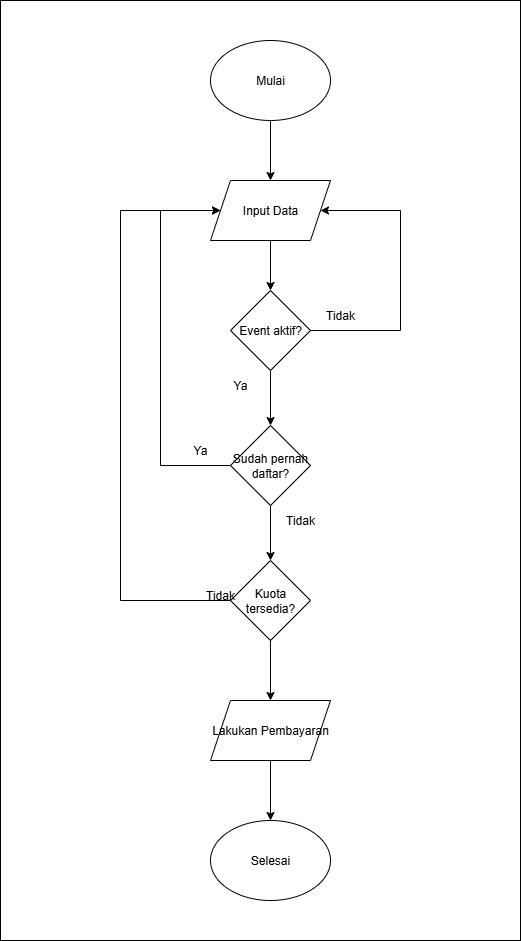 Mulai
Input Data
Event aktif?
Tidak
Ya
Ya
Sudah pernah
daftar?
Tidak
Tidak
Kuota
tersedia?
Lakukan Pembayaran
Selesai